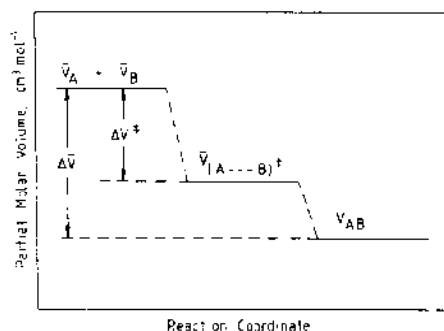 Partial Molar Volume, cm³ mol⁻¹
V̄A + V̄B
ΔV̄
ΔV̄‡
V̄(A---B)‡
VAB
Reaction Coordinate